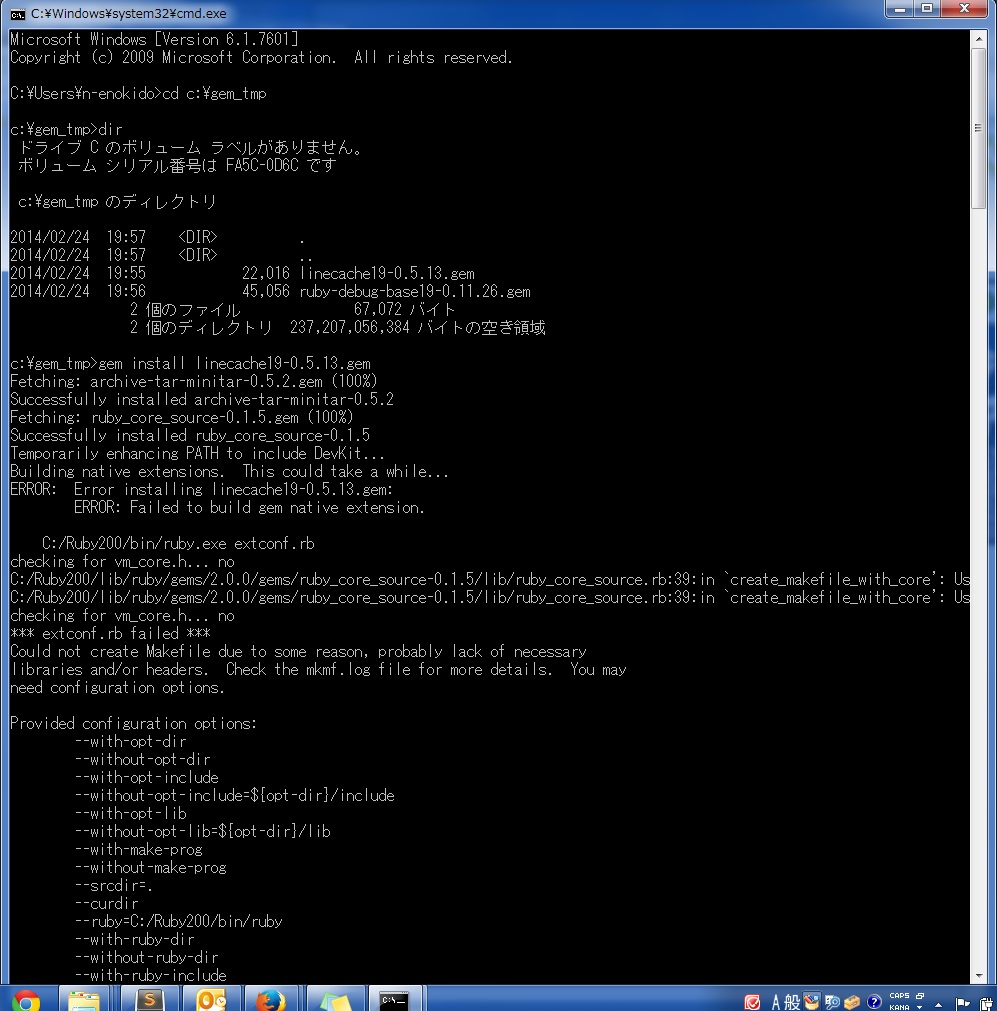 C:¥Windows¥system32¥cmd.exe
Microsoft Windows [Version 6.1.7601]
Copyright (c) 2009 Microsoft Corporation.  All rights reserved.
C:¥Users¥n-enokido>cd c:¥gem_tmp
c:¥gem_tmp>dir
 ドライブ C のボリューム ラベルがありません。
 ボリューム シリアル番号は FA5C-0D6C です
 c:¥gem_tmp のディレクトリ
2014/02/24  19:57    <DIR>          .
2014/02/24  19:57    <DIR>          ..
2014/02/24  19:55            22,016 linecache19-0.5.13.gem
2014/02/24  19:56            45,056 ruby-debug-base19-0.11.26.gem
               2 個のファイル              67,072 バイト
               2 個のディレクトリ  237,207,056,384 バイトの空き領域
c:¥gem_tmp>gem install linecache19-0.5.13.gem
Fetching: archive-tar-minitar-0.5.2.gem (100%)
Successfully installed archive-tar-minitar-0.5.2
Fetching: ruby_core_source-0.1.5.gem (100%)
Successfully installed ruby_core_source-0.1.5
Temporarily enhancing PATH to include DevKit...
Building native extensions.  This could take a while...
ERROR:  Error installing linecache19-0.5.13.gem:
        ERROR: Failed to build gem native extension.
    C:/Ruby200/bin/ruby.exe extconf.rb
checking for vm_core.h... no
C:/Ruby200/lib/ruby/gems/2.0.0/gems/ruby_core_source-0.1.5/lib/ruby_core_source.rb:39:in `create_makefile_with_core': Us
C:/Ruby200/lib/ruby/gems/2.0.0/gems/ruby_core_source-0.1.5/lib/ruby_core_source.rb:39:in `create_makefile_with_core': Us
checking for vm_core.h... no
*** extconf.rb failed ***
Could not create Makefile due to some reason, probably lack of necessary
libraries and/or headers.  Check the mkmf.log file for more details.  You may
need configuration options.
Provided configuration options:
        --with-opt-dir
        --without-opt-dir
        --with-opt-include
        --without-opt-include=${opt-dir}/include
        --with-opt-lib
        --without-opt-lib=${opt-dir}/lib
        --with-make-prog
        --without-make-prog
        --srcdir=.
        --curdir
        --ruby=C:/Ruby200/bin/ruby
        --with-ruby-dir
        --without-ruby-dir
        --with-ruby-include
A 般 CAPS
KANA